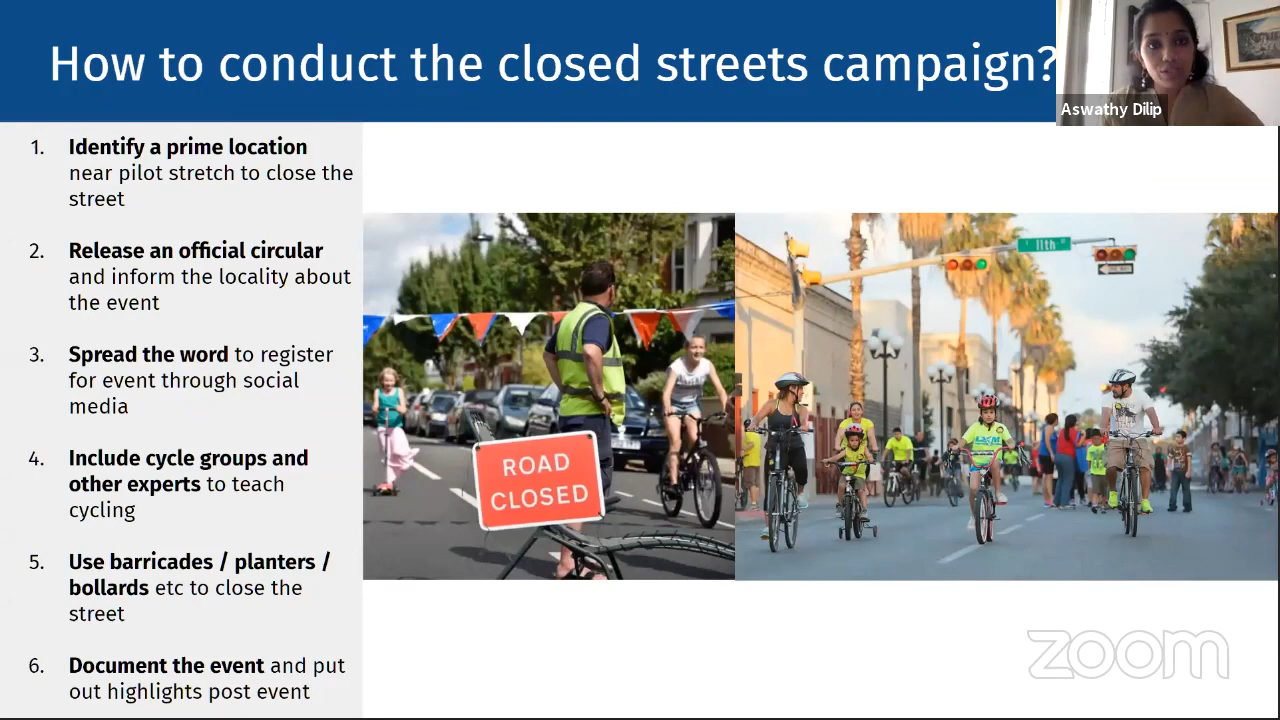 How to conduct the closed streets campaign?
Aswathy Dilip
1. Identify a prime location
near pilot stretch to close the
street
2. Release an official circular
and inform the locality about
the event
3. Spread the word to register
for event through social
media
4. Include cycle groups and
other experts to teach
cycling
5. Use barricades / planters /
bollards etc to close the
street
6. Document the event and put
out highlights post event
ROAD
CLOSED
11th
zoom